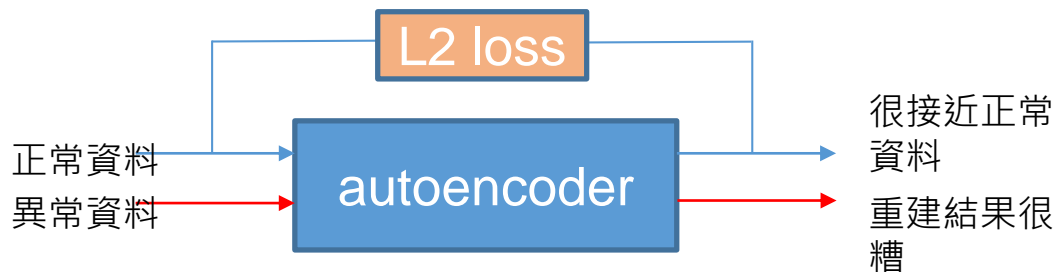 L2 loss
正常資料
異常資料
autoencoder
很接近正常
資料
重建結果很
糟